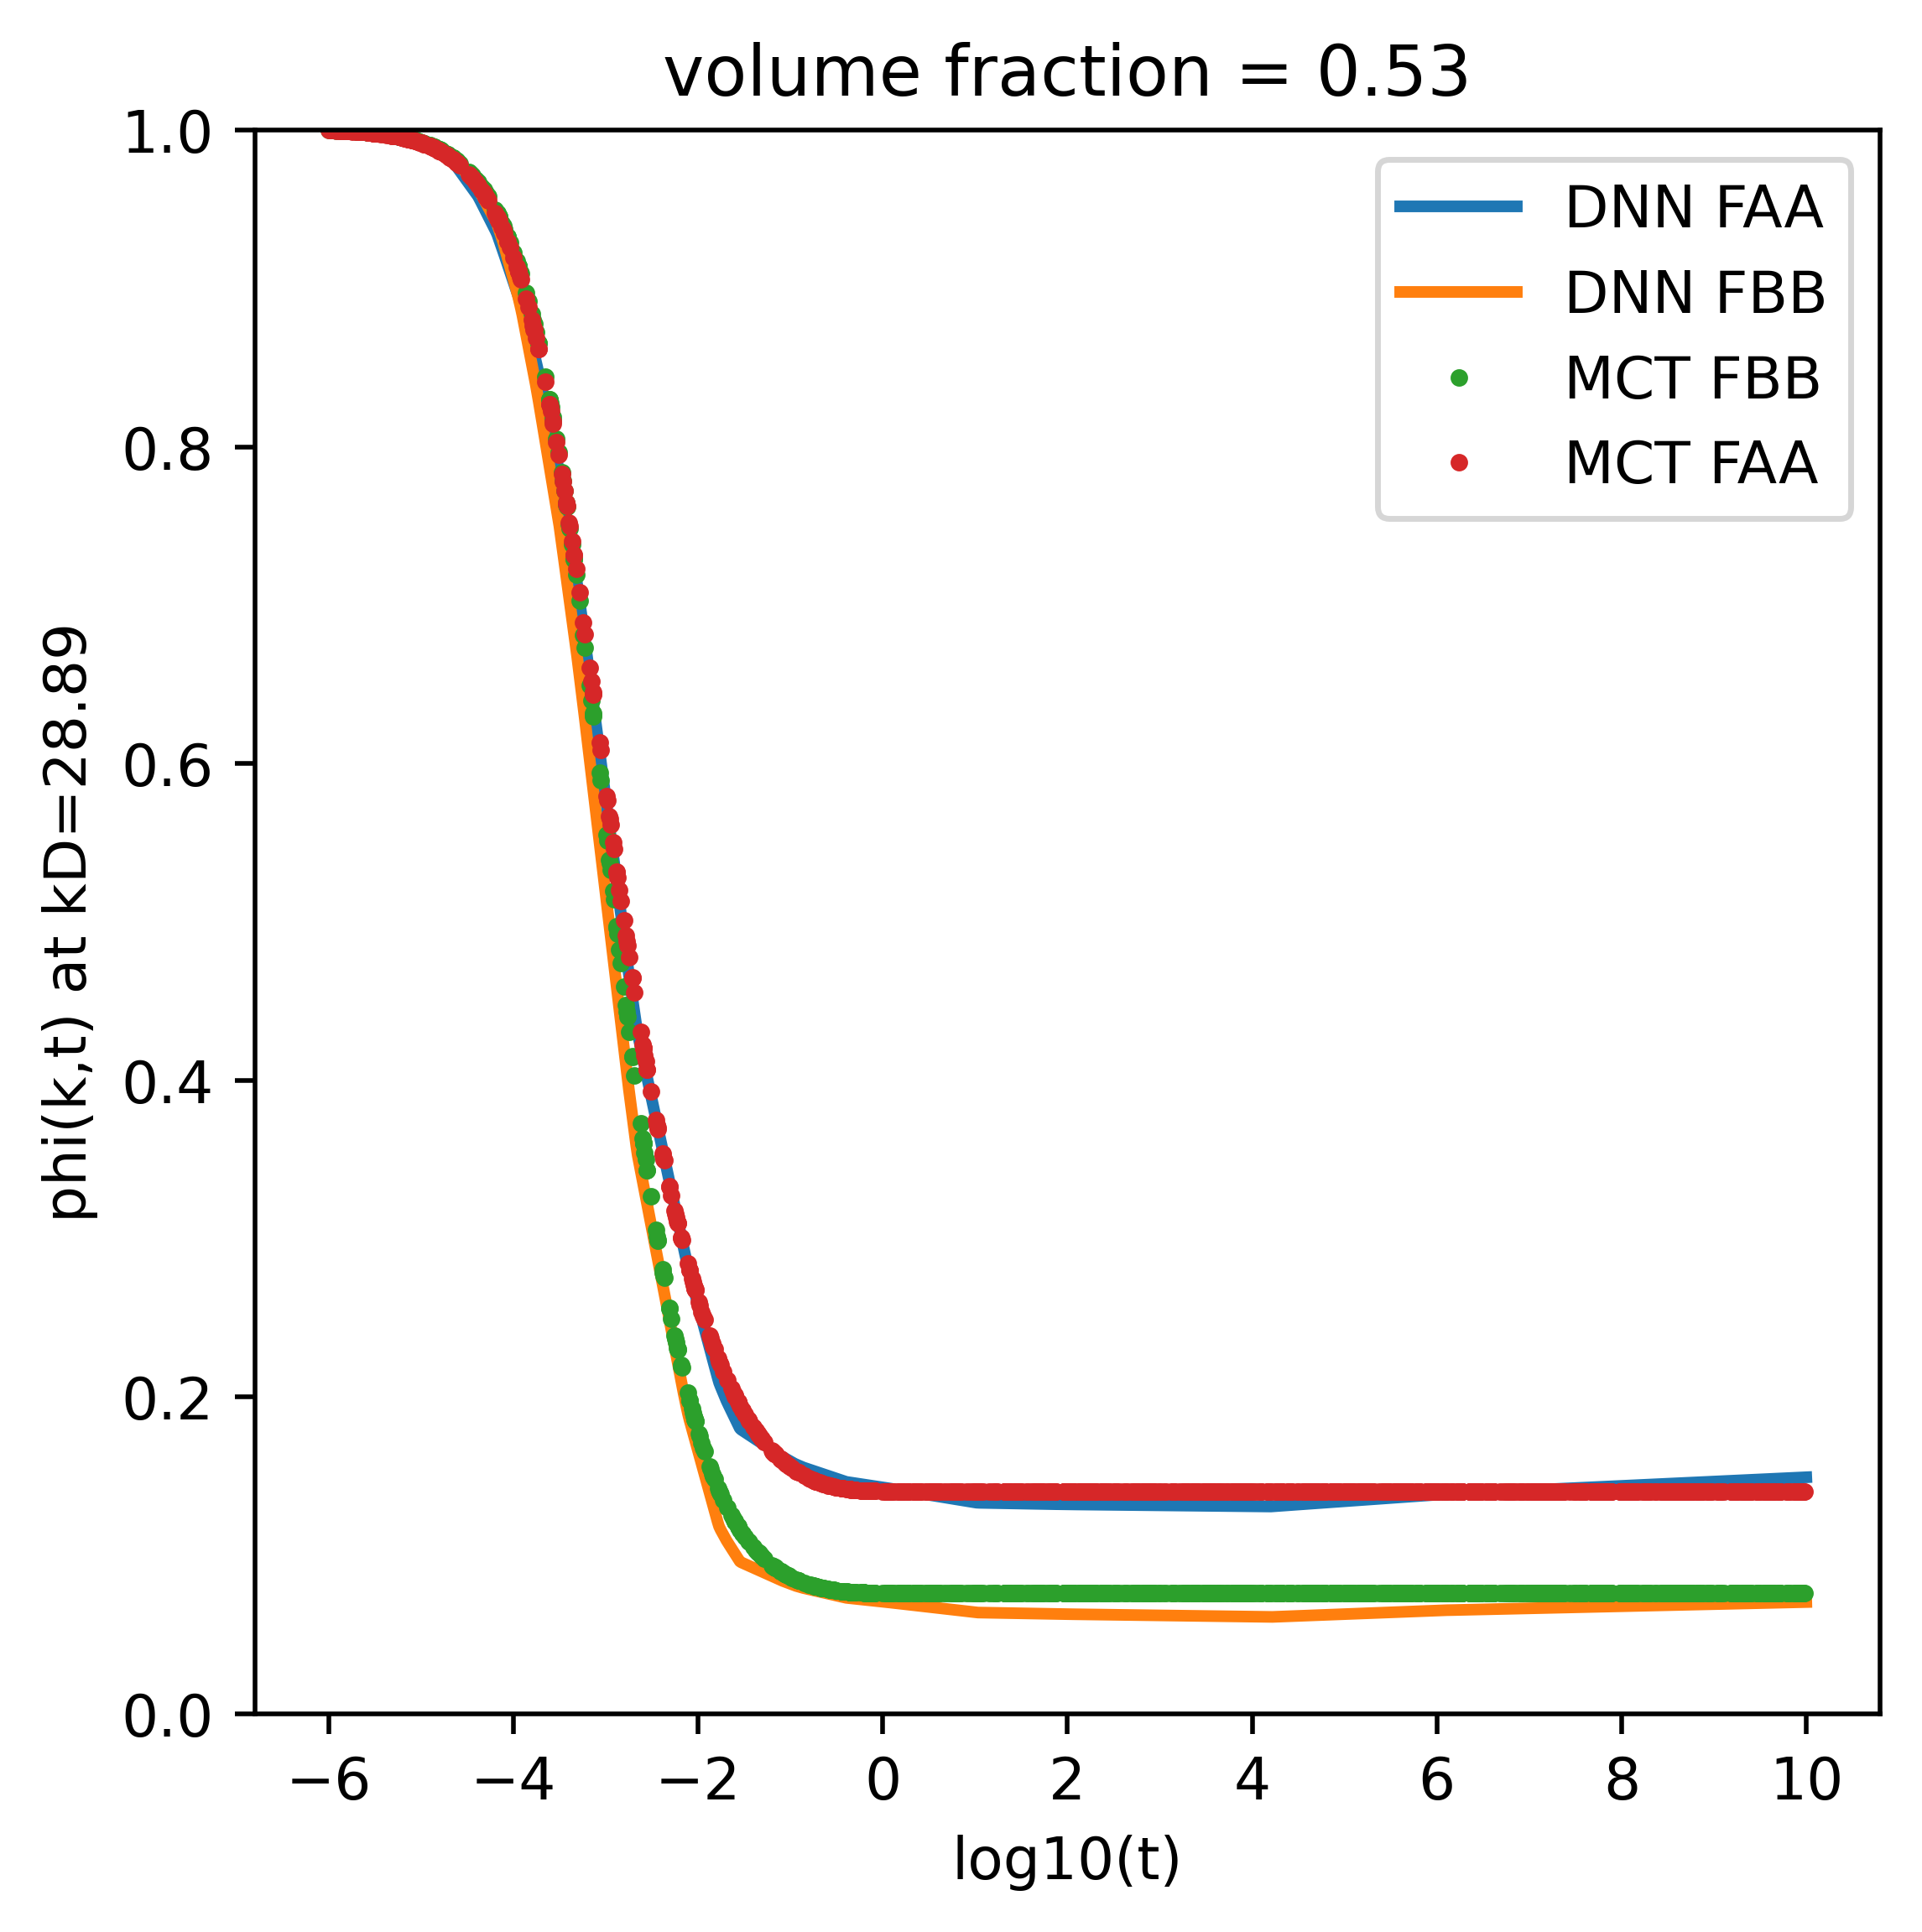 volume fraction = 0.53
1.0
0.8
0.6
0.4
0.2
0.0
phi(k,t) at kD=28.89
DNN FAA
DNN FBB
MCT FBB
MCT FAA
−6 −4 −2 0 2 4 6 8 10
log10(t)